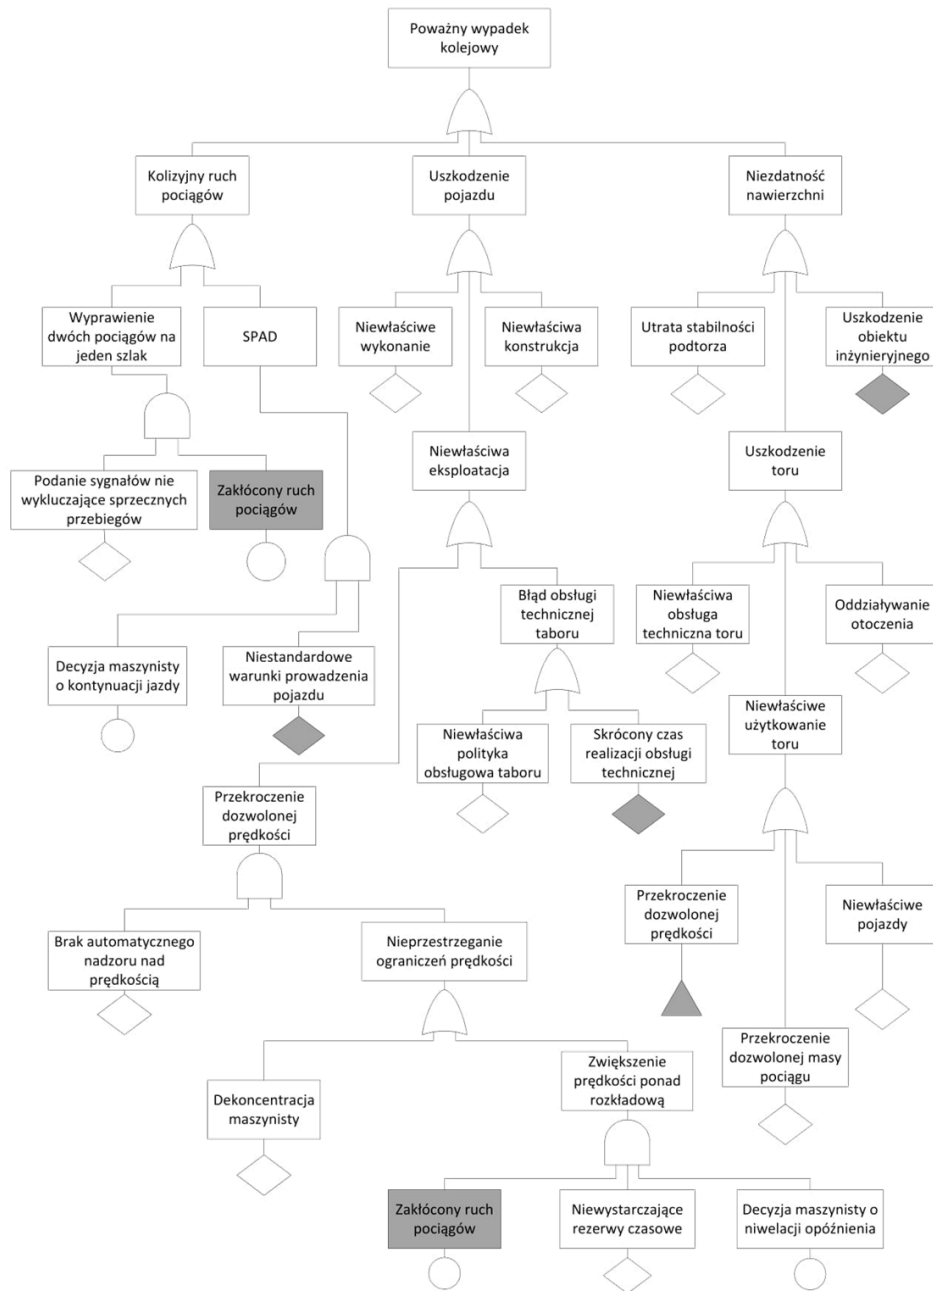 Poważny wypadek
kolejowy
Kolizyjny ruch
pociągów
Uszkodzenie
pojazdu
Niezdatność
nawierzchni
Wyprawienie
dwóch pociągów na
jeden szlak
SPAD
Niewłaściwe
wykonanie
Niewłaściwa
konstrukcja
Utrata stabilności
podtorza
Uszkodzenie
obiektu
inżynieryjnego
Niewłaściwa
eksploatacja
Uszkodzenie
toru
Podanie sygnałów nie
wykluczające sprzecznych
przebiegów
Zakłócony ruch
pociągów
Błąd obsługi
technicznej
taboru
Niewłaściwa
obsługa
techniczna toru
Oddziaływanie
otoczenia
Decyzja maszynisty
o kontynuacji jazdy
Niestandardowe
warunki prowadzenia
pojazdu
Niewłaściwe
użytkowanie
toru
Niewłaściwa
polityka
obsługowa taboru
Skrócony czas
realizacji obsługi
technicznej
Przekroczenie
dozwolonej
prędkości
Przekroczenie
dozwolonej
prędkości
Niewłaściwe
pojazdy
Brak automatycznego
nadzoru nad
prędkością
Nieprzestrzeganie
ograniczeń prędkości
Przekroczenie
dozwolonej masy
pociągu
Dekoncentracja
maszynisty
Zwiększenie
prędkości ponad
rozkładową
Zakłócony ruch
pociągów
Niewystarczające
rezerwy czasowe
Decyzja maszynisty o
niwelacji opóźnienia